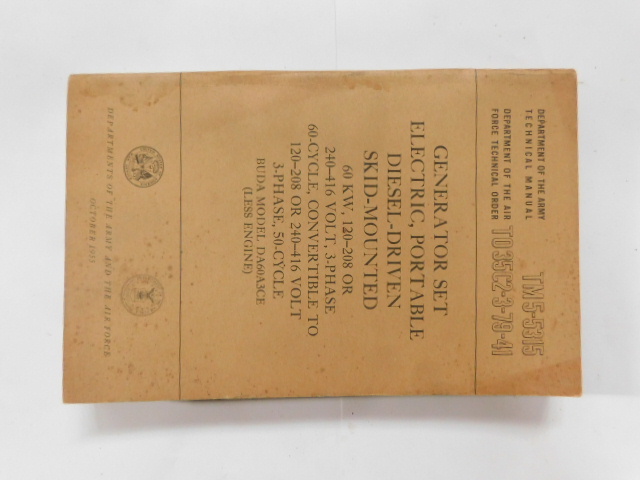 DEPARTMENT OF THE ARMY
TECHNICAL MANUAL
TM 5-5315
DEPARTMENT OF THE AIR
FORCE TECHNICAL ORDER
TO 35C2-3-79-41
GENERATOR SET
ELECTRIC, PORTABLE
DIESEL-DRIVEN
SKID-MOUNTED
60 KW, 120-208 OR
240-416 VOLT, 3-PHASE
60-CYCLE, CONVERTIBLE TO
120-208 OR 240-416 VOLT
3-PHASE, 50-CYCLE
BUDA MODEL DA60A3CE
(LESS ENGINE)
DEPARTMENTS OF THE ARMY AND THE AIR FORCE
OCTOBER 1953